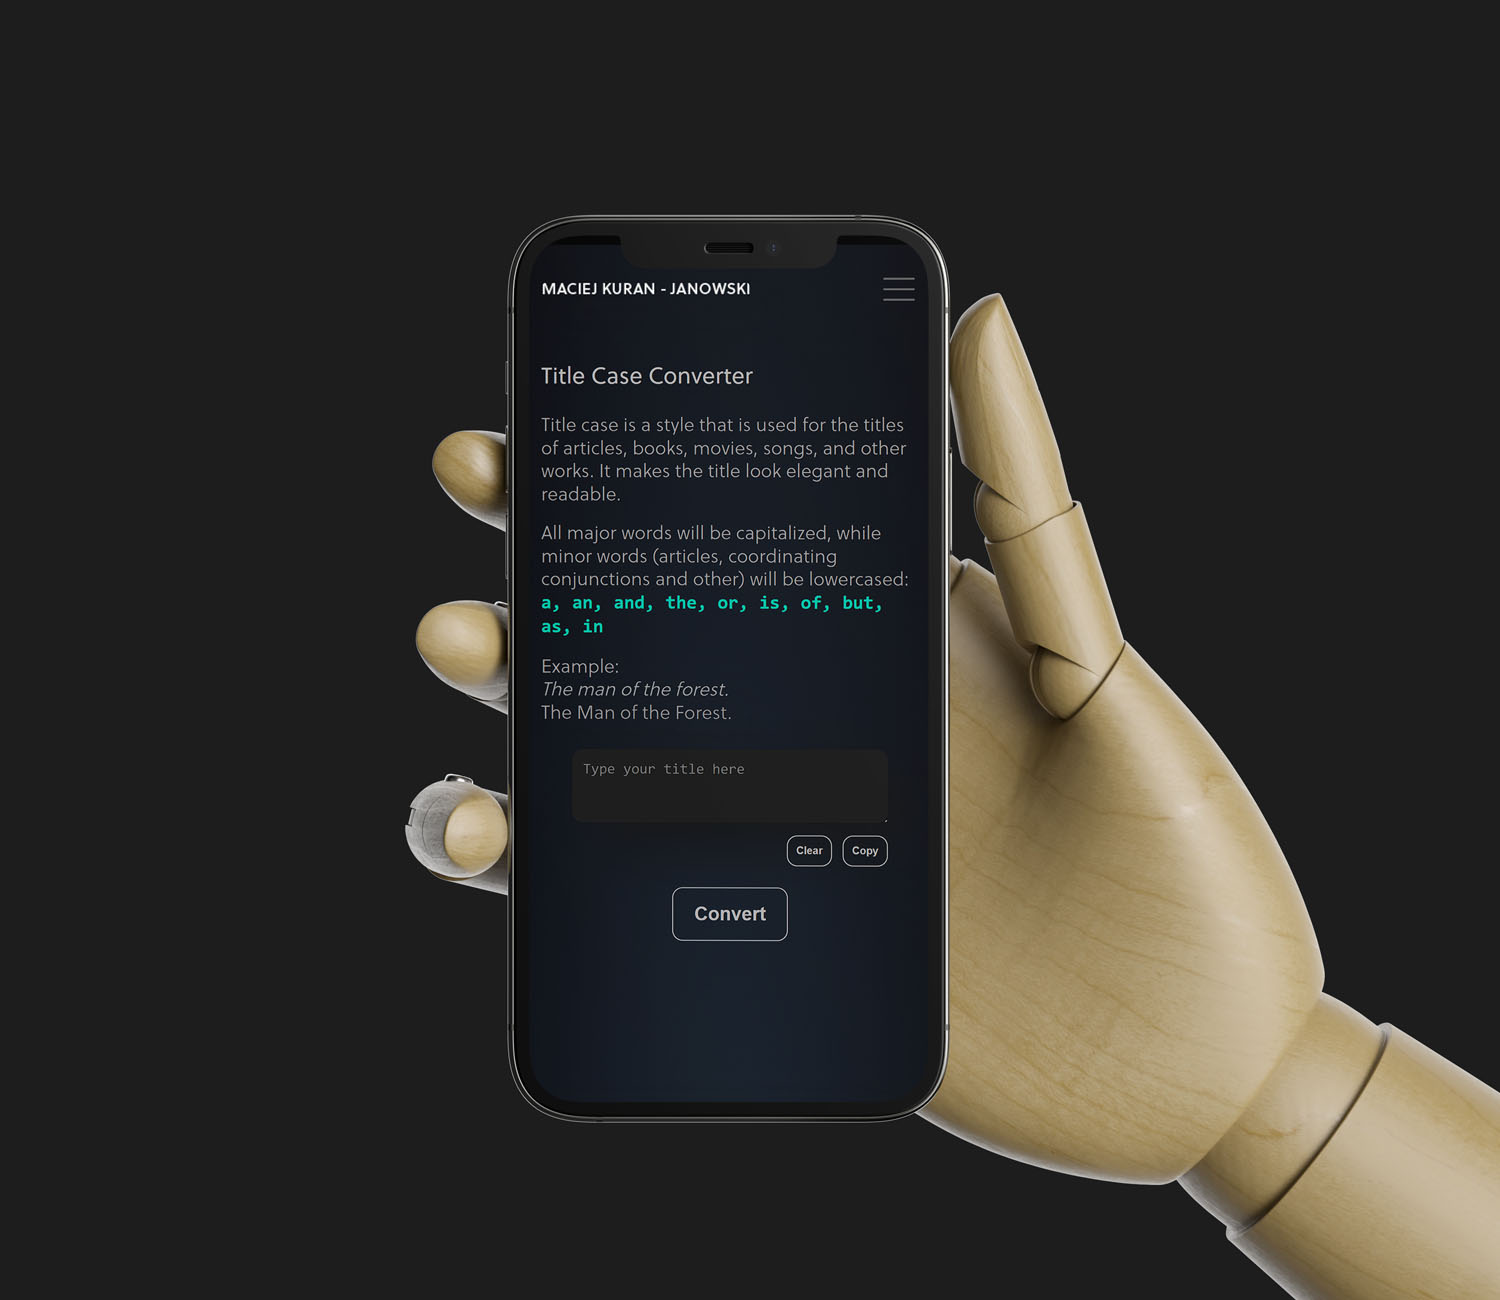 MACIEJ KURAN - JANOWSKI
Title Case Converter
Title case is a style that is used for the titles
of articles, books, movies, songs, and other
works. It makes the title look elegant and
readable.
All major words will be capitalized, while
minor words (articles, coordinating
conjunctions and other) will be lowercased:
a, an, and, the, or, is, of, but,
as, in
Example:
The man of the forest.
The Man of the Forest.
Type your title here
Clear Copy
Convert